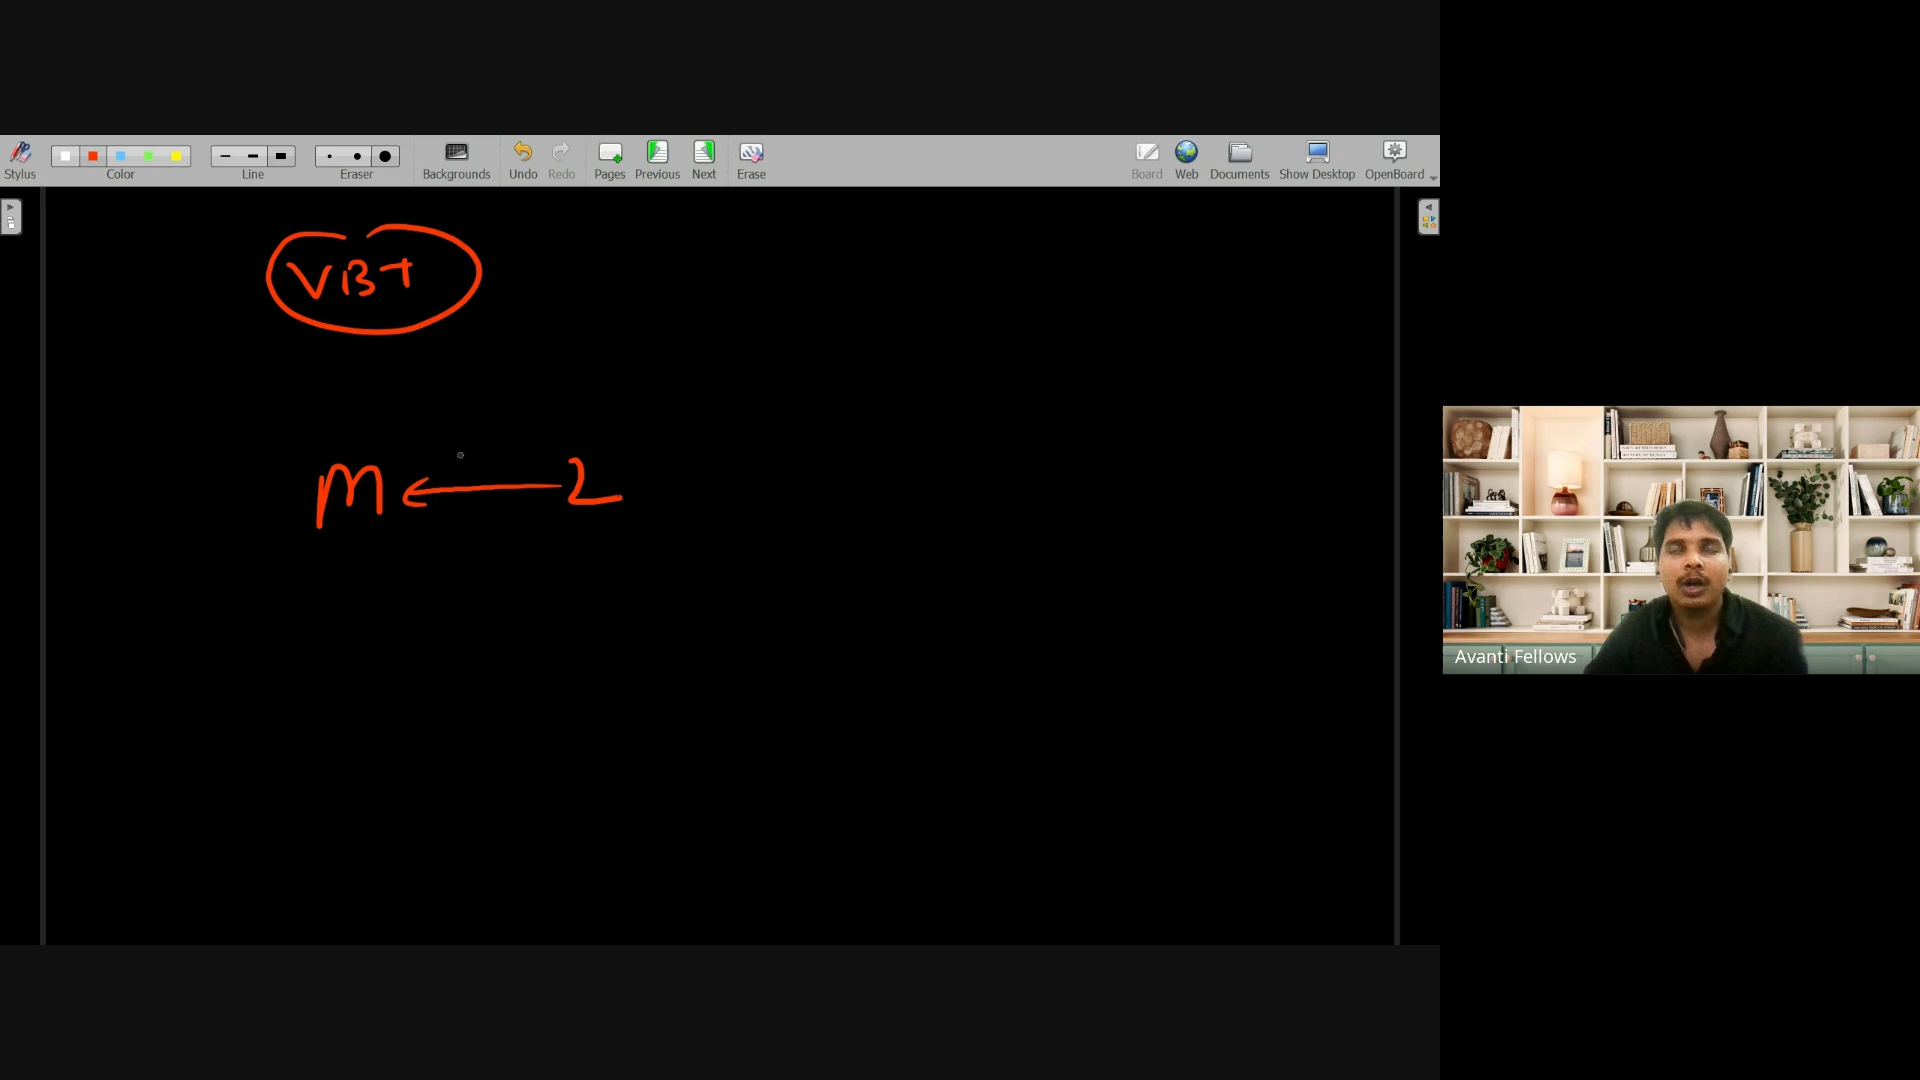 Stylus Color Line Eraser Backgrounds Undo Redo Pages Previous Next Erase Board Web Documents Show Desktop OpenBoard
VBT
M ← L
Avanti Fellows